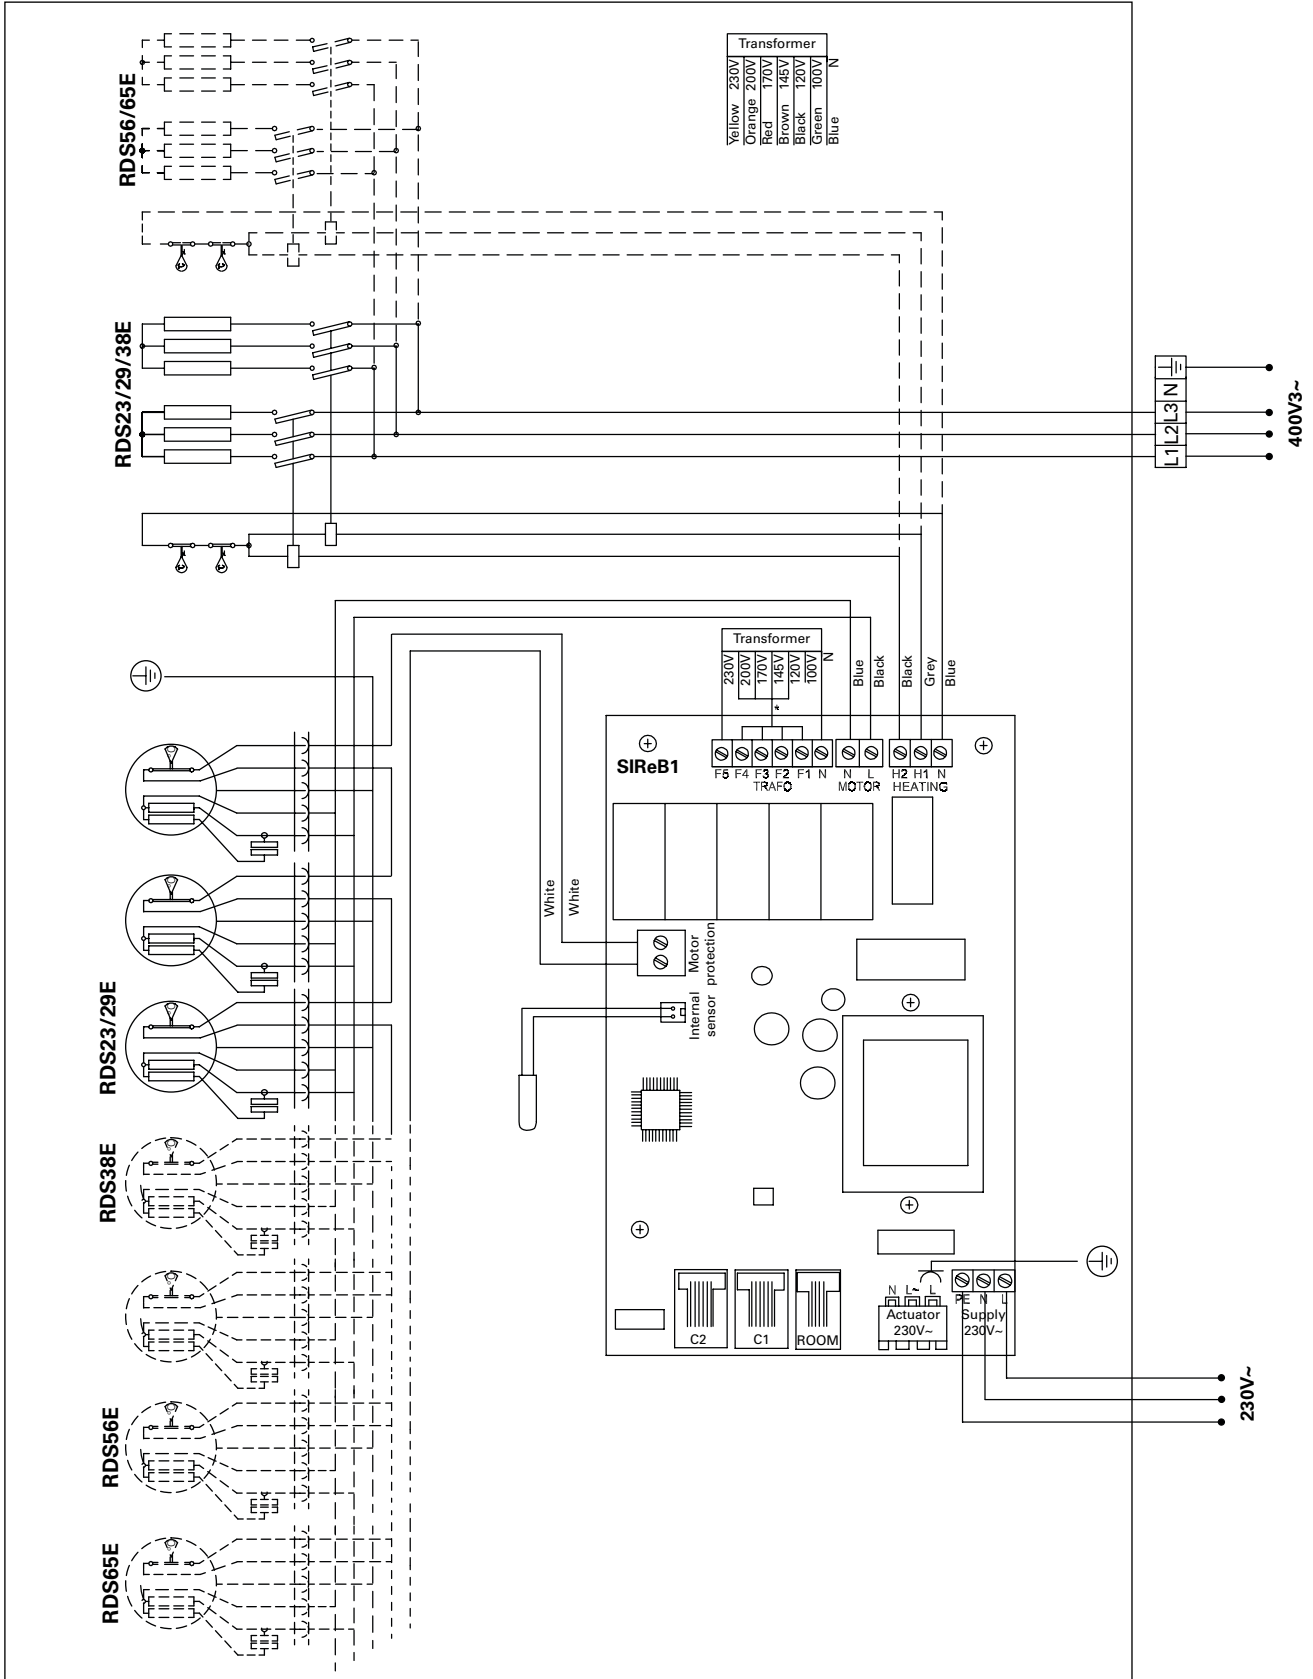 RDS56/65E
Transformer
Yellow 230V
Orange 200V
Red 170V
Brown 145V
Black 120V
Green 100V
Blue N
RDS23/29/38E
L1
L2
L3
N
400V3~
Transformer
230V
200V
170V
145V
120V
100V
N
*
Blue
Black
Black
Grey
Blue
SIReB1
F5 F4 F3 F2 F1 N
TRAFO
N L
MOTOR
H2 H1 N
HEATING
White
White
Motor
protection
Internal
sensor
RDS23/29E
RDS38E
RDS56E
RDS65E
C2
C1
ROOM
N L~ L
Actuator
230V~
PE N L
Supply
230V~
230V~